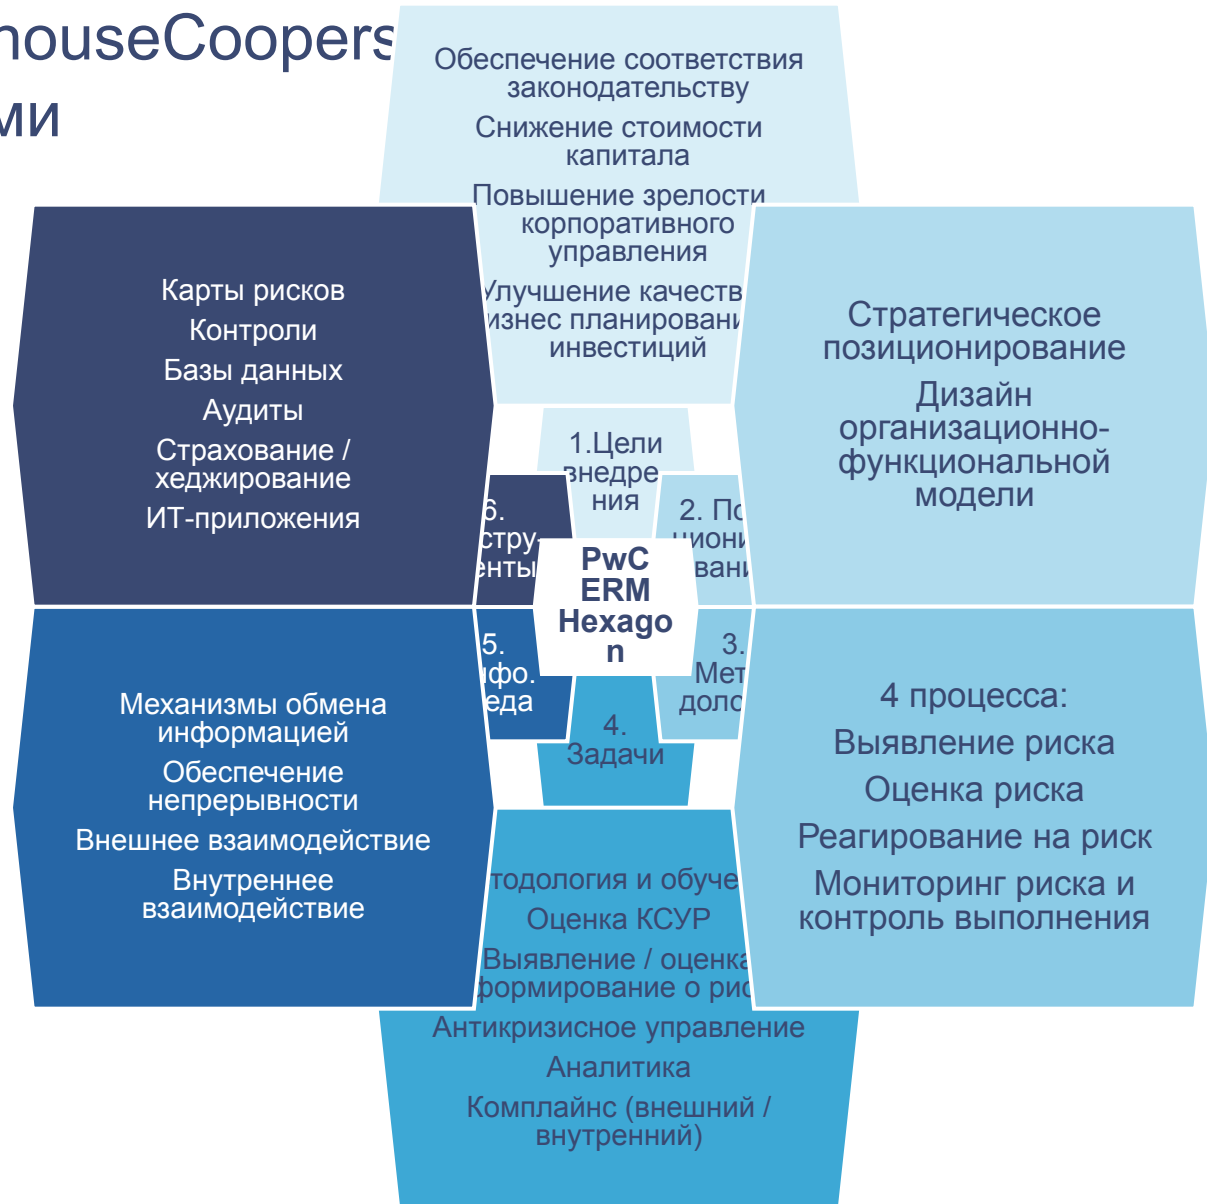 houseCoopers
ми
Обеспечение соответствия
законодательству
Снижение стоимости
капитала
Повышение зрелости
корпоративного
управления
Улучшение качеств
изнес планировани
инвестиций
Карты рисков
Контроли
Базы данных
Аудиты
Страхование /
хеджирование
ИТ-приложения
Стратегическое
позиционирование
Дизайн
организационно-
функциональной
модели
1.Цели
внедре
ния
6.
стру-
енты
2. По
циони
вани
PwC
ERM
Hexago
n
5.
фо.
еда
3.
Мет
доло
4.
Задачи
Механизмы обмена
информацией
Обеспечение
непрерывности
Внешнее взаимодействие
Внутреннее
взаимодействие
4 процесса:
Выявление риска
Оценка риска
Реагирование на риск
Мониторинг риска и
контроль выполнения
тодология и обуче
Оценка КСУР
Выявление / оценка
формирование о рис
Антикризисное управление
Аналитика
Комплайнс (внешний /
внутренний)